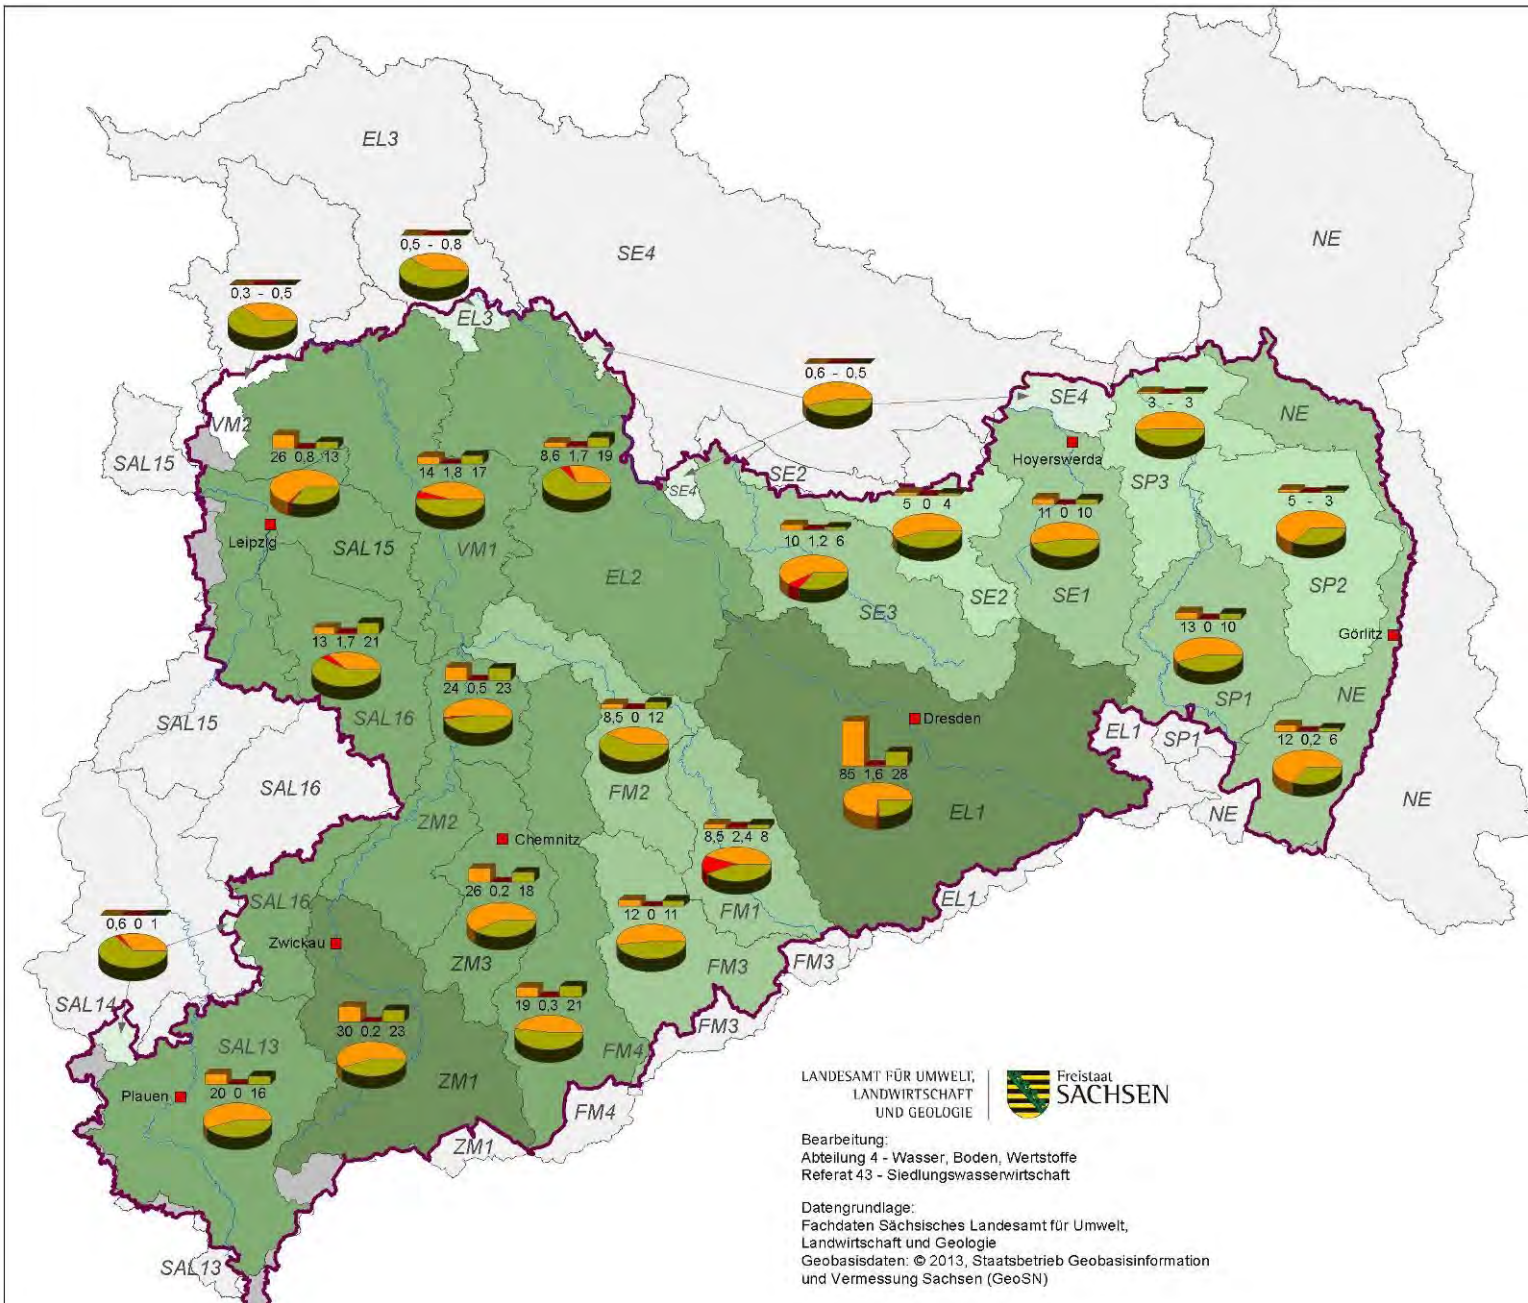 EL3
0,5 - 0,8
SE4
NE
0,3 - 0,5
EL3
0,6 - 0,5
SE4
3 - 3
NE
VM2
SAL15
26 0,8 13
14 1,8 17
8,6 1,7 19
Hoyerswerda
SE2
SE4
SP3
5 0 4
11 0 10
5 - 3
Leipzig
SAL15
VM1
10 1,2 6
EL2
SE2
SE1
SP2
SE3
13 0 10
Görlitz
13 1,7 21
24 0,5 23
SP1
NE
SAL15
SAL16
8,5 0 12
Dresden
EL1
SP1
12 0,2 6
85 1,6 28
SAL16
FM2
NE
EL1
NE
ZM2
Chemnitz
8,5 2,4 8
26 0,2 18
SAL16
12 0 11
FM1
EL1
0,6 0 1
Zwickau
ZM3
FM3
FM3
SAL14
19 0,3 21
30 0,2 23
FM3
SAL13
FM4
20 0 16
ZM1
Plauen
FM4
ZM1
SAL13
LANDESAMT FÜR UMWELT,
LANDWIRTSCHAFT
UND GEOLOGIE
Freistaat
SACHSEN
Bearbeitung:
Abteilung 4 - Wasser, Boden, Wertstoffe
Referat 43 - Siedlungswasserwirtschaft
Datengrundlage:
Fachdaten Sächsisches Landesamt für Umwelt,
Landwirtschaft und Geologie
Geobasisdaten: © 2013, Staatsbetrieb Geobasisinformation
und Vermessung Sachsen (GeoSN)